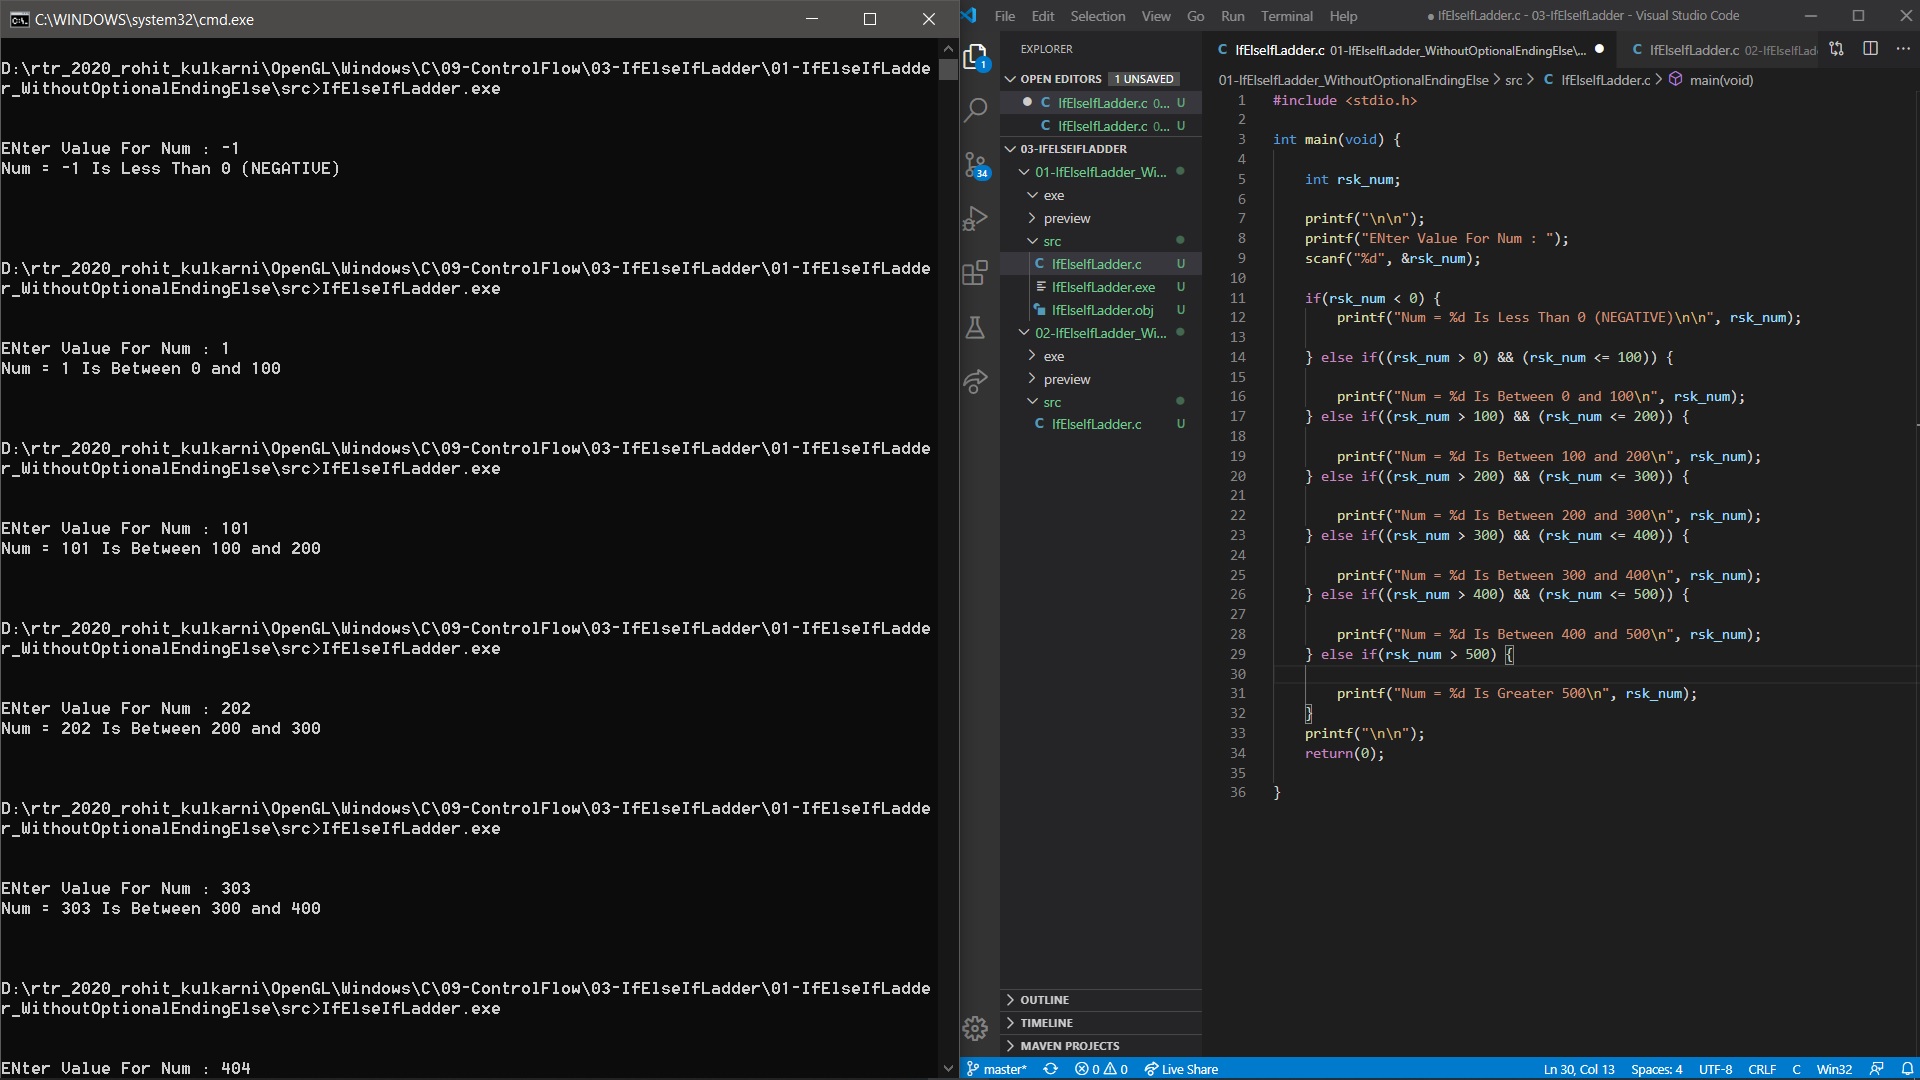 C:\WINDOWS\system32\cmd.exe
D:\rtr_2020_rohit_kulkarni\OpenGL\Windows\C\09-ControlFlow\03-IfElseIfLadder\01-IfElseIfLadde
r_WithoutOptionalEndingElse\src>IfElseIfLadder.exe
ENter Value For Num : -1
Num = -1 Is Less Than 0 (NEGATIVE)
D:\rtr_2020_rohit_kulkarni\OpenGL\Windows\C\09-ControlFlow\03-IfElseIfLadder\01-IfElseIfLadde
r_WithoutOptionalEndingElse\src>IfElseIfLadder.exe
ENter Value For Num : 1
Num = 1 Is Between 0 and 100
D:\rtr_2020_rohit_kulkarni\OpenGL\Windows\C\09-ControlFlow\03-IfElseIfLadder\01-IfElseIfLadde
r_WithoutOptionalEndingElse\src>IfElseIfLadder.exe
ENter Value For Num : 101
Num = 101 Is Between 100 and 200
D:\rtr_2020_rohit_kulkarni\OpenGL\Windows\C\09-ControlFlow\03-IfElseIfLadder\01-IfElseIfLadde
r_WithoutOptionalEndingElse\src>IfElseIfLadder.exe
ENter Value For Num : 202
Num = 202 Is Between 200 and 300
D:\rtr_2020_rohit_kulkarni\OpenGL\Windows\C\09-ControlFlow\03-IfElseIfLadder\01-IfElseIfLadde
r_WithoutOptionalEndingElse\src>IfElseIfLadder.exe
ENter Value For Num : 303
Num = 303 Is Between 300 and 400
D:\rtr_2020_rohit_kulkarni\OpenGL\Windows\C\09-ControlFlow\03-IfElseIfLadder\01-IfElseIfLadde
r_WithoutOptionalEndingElse\src>IfElseIfLadder.exe
ENter Value For Num : 404
File Edit Selection View Go Run Terminal Help ● IfElseIfLadder.c - 03-IfElseIfLadder - Visual Studio Code
EXPLORER
OPEN EDITORS 1 UNSAVED
IfElseIfLadder.c 0... U
IfElseIfLadder.c 0... U
03-IFELSEIFLADDER
01-IfElseIfLadder_Wi...
exe
preview
src
C IfElseIfLadder.c U
IfElseIfLadder.exe U
IfElseIfLadder.obj U
02-IfElseIfLadder_Wi...
exe
preview
src
C IfElseIfLadder.c U
OUTLINE
TIMELINE
MAVEN PROJECTS
1
34
C IfElseIfLadder.c 01-IfElseIfLadder_WithoutOptionalEndingElse\... ● C IfElseIfLadder.c 02-IfElseIfLad
01-IfElseIfLadder_WithoutOptionalEndingElse > src > C IfElseIfLadder.c > main(void)
1 #include <stdio.h>
2
3 int main(void) {
4
5 int rsk_num;
6
7 printf("\n\n");
8 printf("ENter Value For Num : ");
9 scanf("%d", &rsk_num);
10
11 if(rsk_num < 0) {
12 printf("Num = %d Is Less Than 0 (NEGATIVE)\n\n", rsk_num);
13
14 } else if((rsk_num > 0) && (rsk_num <= 100)) {
15
16 printf("Num = %d Is Between 0 and 100\n", rsk_num);
17 } else if((rsk_num > 100) && (rsk_num <= 200)) {
18
19 printf("Num = %d Is Between 100 and 200\n", rsk_num);
20 } else if((rsk_num > 200) && (rsk_num <= 300)) {
21
22 printf("Num = %d Is Between 200 and 300\n", rsk_num);
23 } else if((rsk_num > 300) && (rsk_num <= 400)) {
24
25 printf("Num = %d Is Between 300 and 400\n", rsk_num);
26 } else if((rsk_num > 400) && (rsk_num <= 500)) {
27
28 printf("Num = %d Is Between 400 and 500\n", rsk_num);
29 } else if(rsk_num > 500) {
30
31 printf("Num = %d Is Greater 500\n", rsk_num);
32 }
33 printf("\n\n");
34 return(0);
35
36 }
master* 0 0 Live Share Ln 30, Col 13 Spaces: 4 UTF-8 CRLF C Win32